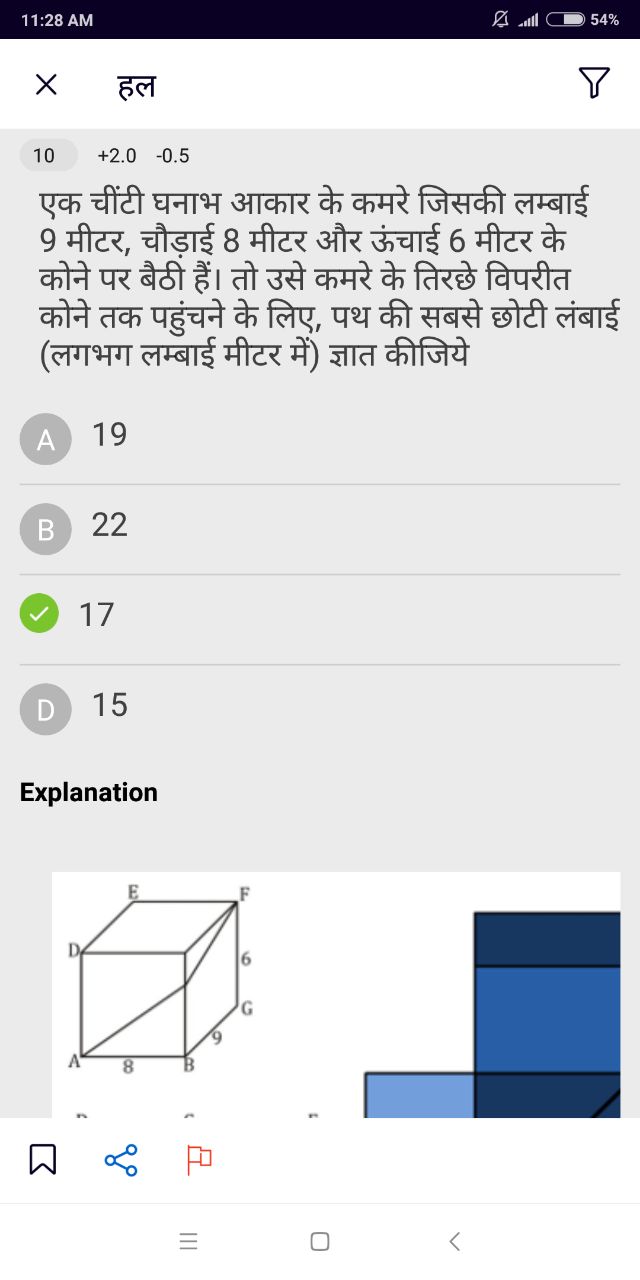 11:28 AM
54%
हल
10 +2.0 -0.5
एक चींटी घनाभ आकार के कमरे जिसकी लम्बाई
9 मीटर, चौड़ाई 8 मीटर और ऊंचाई 6 मीटर के
कोने पर बैठी हैं। तो उसे कमरे के तिरछे विपरीत
कोने तक पहुंचने के लिए, पथ की सबसे छोटी लंबाई
(लगभग लम्बाई मीटर में) ज्ञात कीजिये
A 19
B 22
17
D 15
Explanation
E F
D 6
G
9
A 8 B